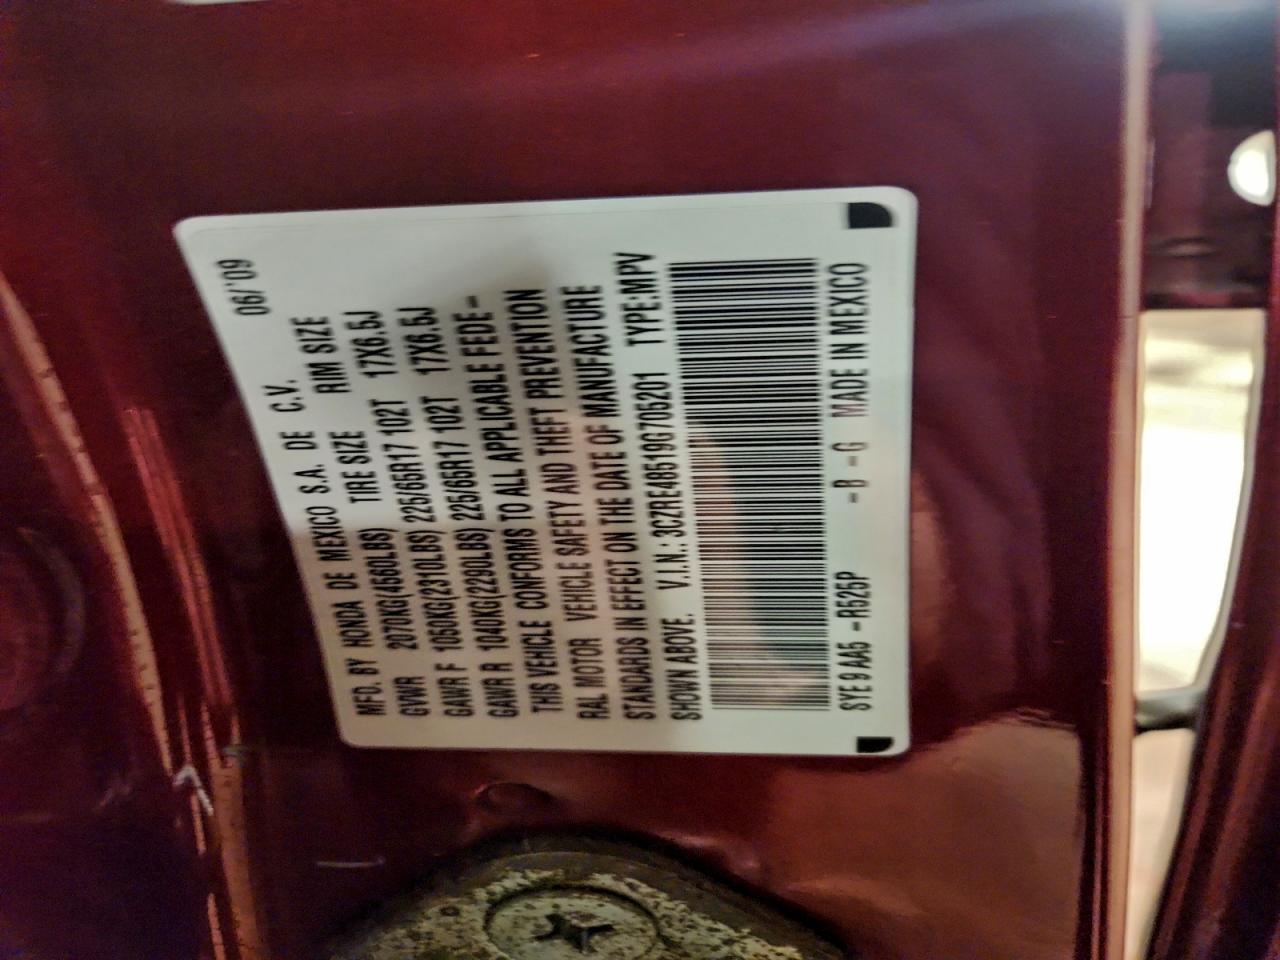 06/'09
MFD. BY HONDA DE MEXICO S.A. DE C.V.
GVWR 2070KG(4560LBS) TIRE SIZE RIM SIZE
GAWR F 1050KG(2310LBS) 225/65R17 102T 17X6.5J
GAWR R 1040KG(2290LBS) 225/65R17 102T 17X6.5J
THIS VEHICLE CONFORMS TO ALL APPLICABLE FEDE-
RAL MOTOR VEHICLE SAFETY AND THEFT PREVENTION
STANDARDS IN EFFECT ON THE DATE OF MANUFACTURE
SHOWN ABOVE. V.I.N.: 3CZRE48519G705201 TYPE:MPV
SYE9AA5 -R525P -B -G MADE IN MEXICO